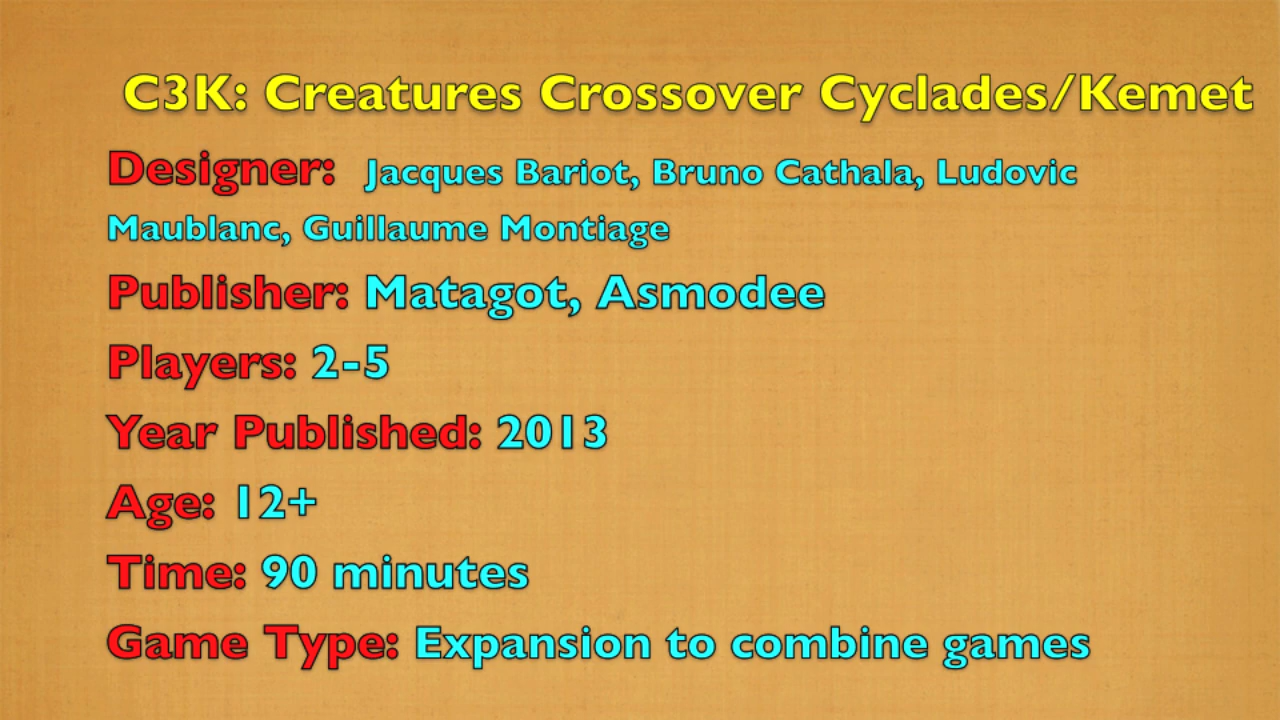 C3K: Creatures Crossover Cyclades/Kemet
Designer: Jacques Bariot, Bruno Cathala, Ludovic
Maublanc, Guillaume Montiage
Publisher: Matagot, Asmodee
Players: 2-5
Year Published: 2013
Age: 12+
Time: 90 minutes
Game Type: Expansion to combine games